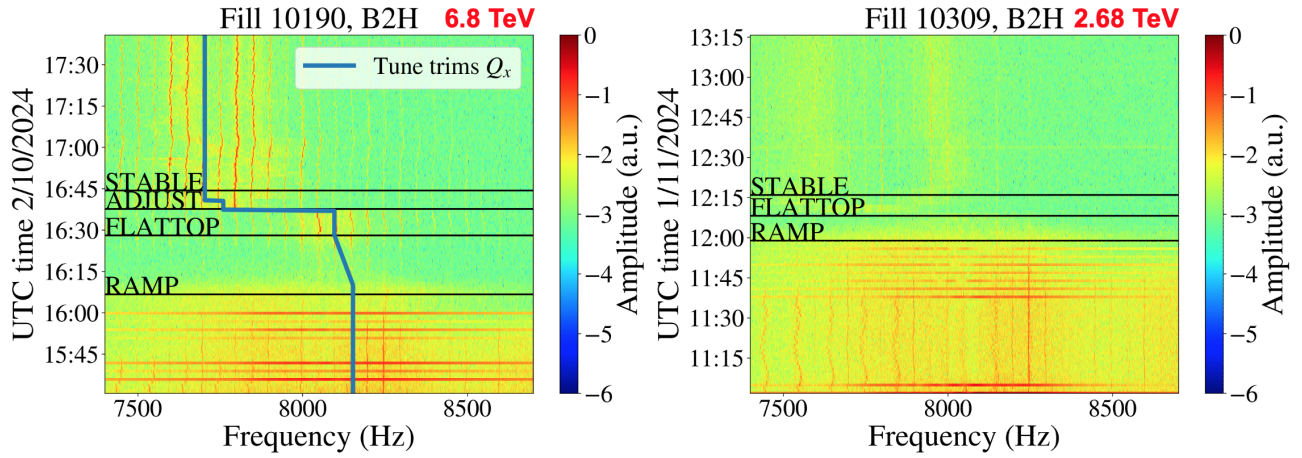 Fill 10190, B2H 6.8 TeV
UTC time 2/10/2024
17:30
17:15
17:00
16:45
16:30
16:15
16:00
15:45
Tune trims Qx
STABLE
ADJUST
FLATTOP
RAMP
7500
8000
8500
Frequency (Hz)
0
−1
−2
−3
−4
−5
−6
Amplitude (a.u.)
Fill 10309, B2H 2.68 TeV
UTC time 1/11/2024
13:15
13:00
12:45
12:30
12:15
12:00
11:45
11:30
11:15
STABLE
FLATTOP
RAMP
7500
8000
8500
Frequency (Hz)
0
−1
−2
−3
−4
−5
−6
Amplitude (a.u.)